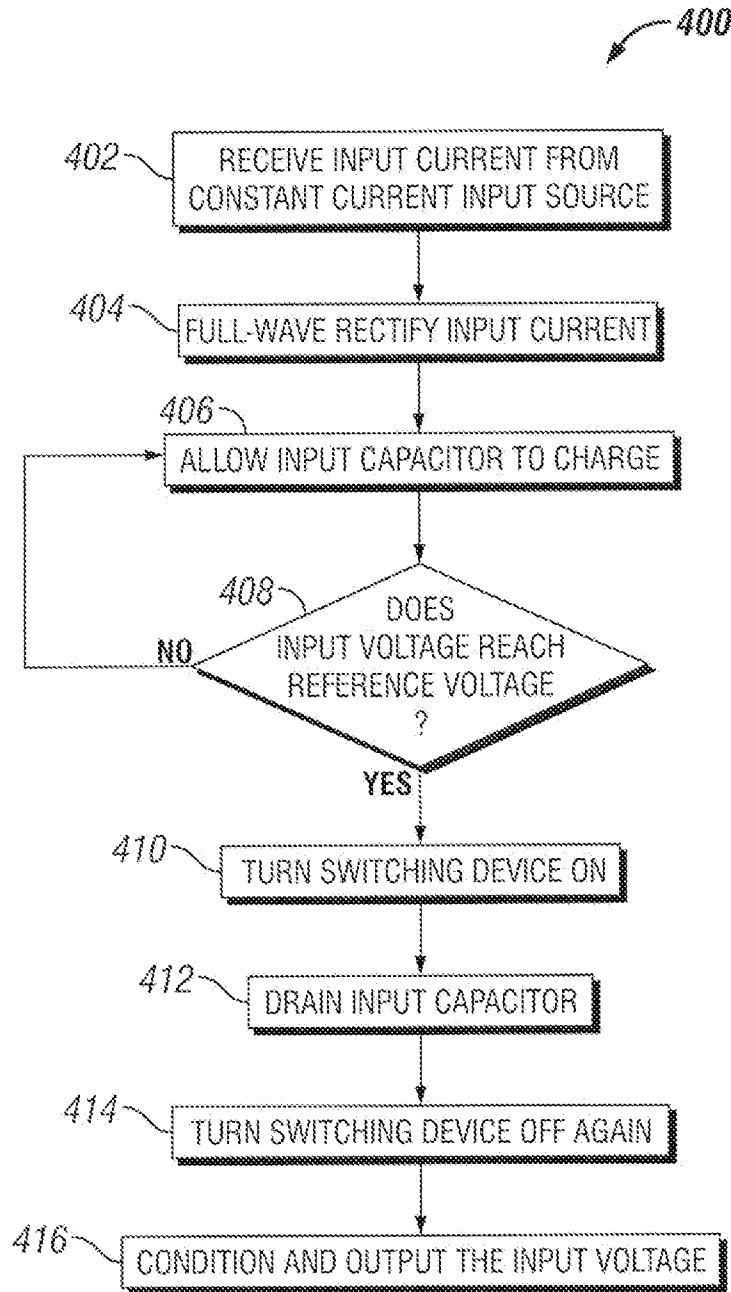 400
402
RECEIVE INPUT CURRENT FROM
CONSTANT CURRENT INPUT SOURCE
404
FULL-WAVE RECTIFY INPUT CURRENT
406
ALLOW INPUT CAPACITOR TO CHARGE
408
DOES
INPUT VOLTAGE REACH
REFERENCE VOLTAGE
?
NO
YES
410
TURN SWITCHING DEVICE ON
412
DRAIN INPUT CAPACITOR
414
TURN SWITCHING DEVICE OFF AGAIN
416
CONDITION AND OUTPUT THE INPUT VOLTAGE